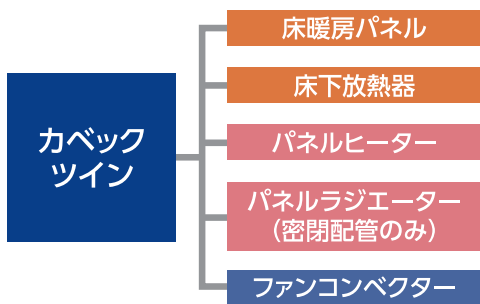 カベック
ツイン
床暖房パネル
床下放熱器
パネルヒーター
パネルラジエーター
（密閉配管のみ）
ファンコンベクター